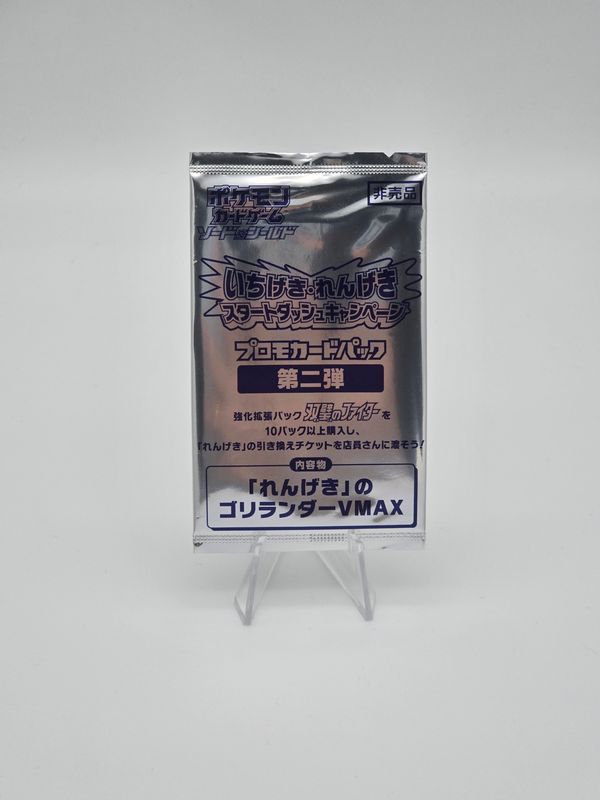 ポケモン
カードゲーム
ソード&シールド
非売品
いちげき・れんげき
スタートダッシュキャンペーン
プロモカードパック
第二弾
強化拡張パック 双璧のファイターを
10パック以上購入し、
「れんげき」の引き換えチケットを店員さんに渡そう!
内容物
「れんげき」の
ゴリランダーVMAX